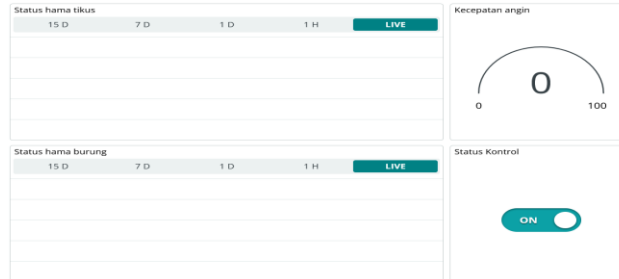 Status hama tikus
15 D 7 D 1 D 1 H LIVE
Kecepatan angin
0
0 100
Status hama burung
15 D 7 D 1 D 1 H LIVE
Status Kontrol
ON